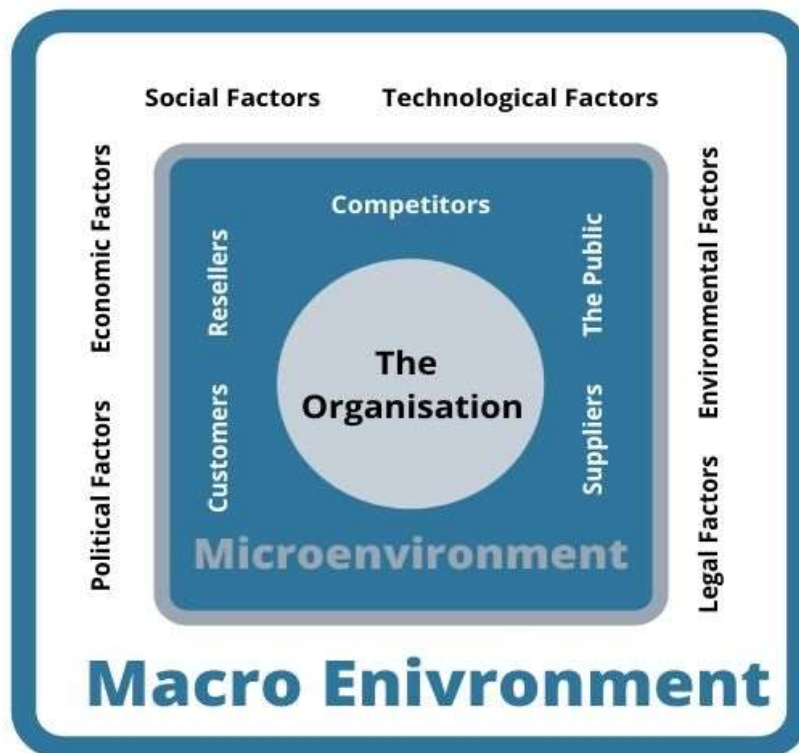 Social Factors
Technological Factors
Economic Factors
Political Factors
Environmental Factors
Legal Factors
Competitors
Resellers
Customers
The Public
Suppliers
The
Organisation
Microenvironment
Macro Enivronment